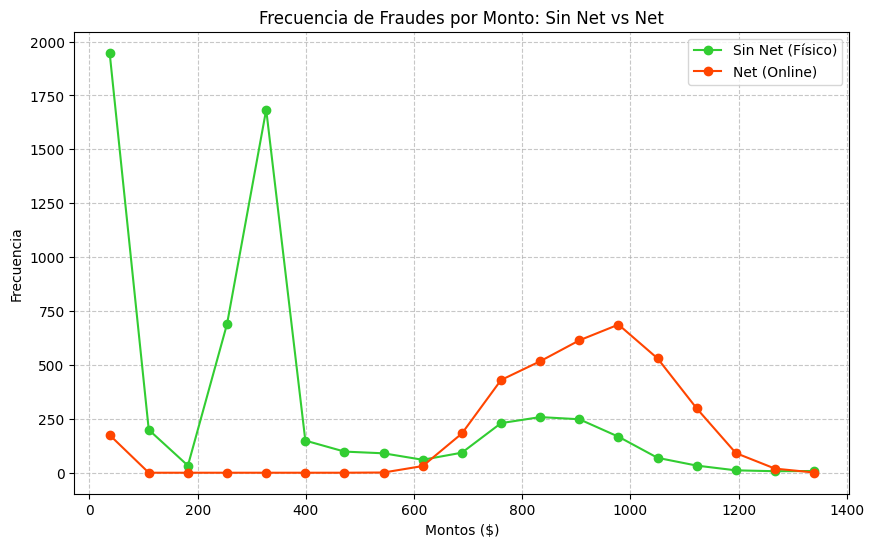 Frecuencia de Fraudes por Monto: Sin Net vs Net
Sin Net (Físico)
Net (Online)
Frecuencia
2000
1750
1500
1250
1000
750
500
250
0
0 200 400 600 800 1000 1200 1400
Montos ($)